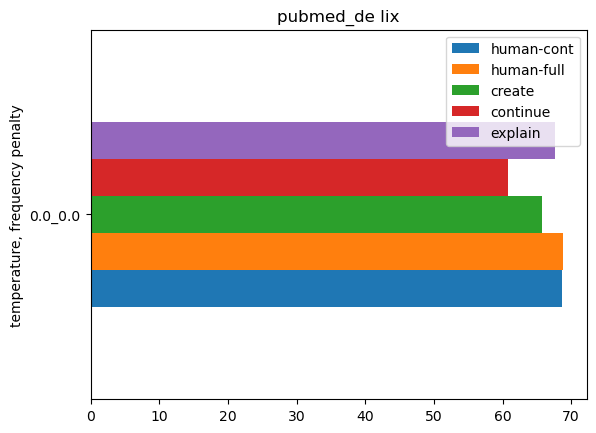 pubmed_de lix
human-cont
human-full
create
continue
explain
temperature, frequency penalty
0.0_0.0
0 10 20 30 40 50 60 70